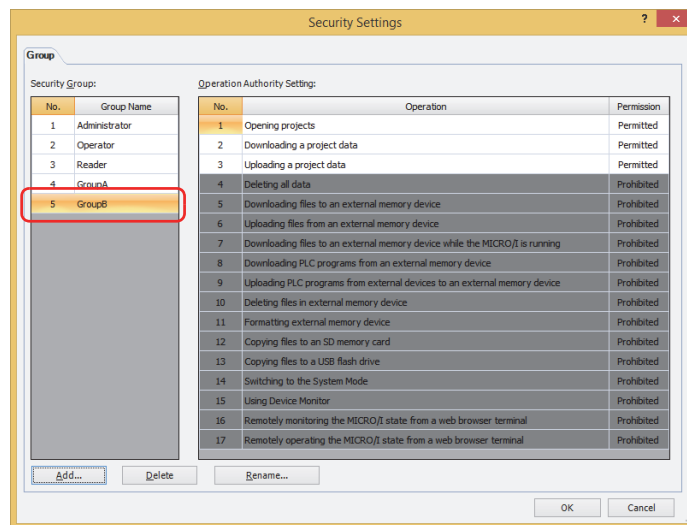 Security Settings
?
×
Group
Security Group:
Operation Authority Setting:
No. Group Name
1 Administrator
2 Operator
3 Reader
4 GroupA
5 GroupB
No. Operation Permission
1 Opening projects Permitted
2 Downloading a project data Permitted
3 Uploading a project data Permitted
4 Deleting all data Prohibited
5 Downloading files to an external memory device Prohibited
6 Uploading files from an external memory device Prohibited
7 Downloading files to an external memory device while the MICRO/I is running Prohibited
8 Downloading PLC programs from an external memory device Prohibited
9 Uploading PLC programs from external devices to an external memory device Prohibited
10 Deleting files in external memory device Prohibited
11 Formatting external memory device Prohibited
12 Copying files to an SD memory card Prohibited
13 Copying files to a USB flash drive Prohibited
14 Switching to the System Mode Prohibited
15 Using Device Monitor Prohibited
16 Remotely monitoring the MICRO/I state from a web browser terminal Prohibited
17 Remotely operating the MICRO/I state from a web browser terminal Prohibited
Add... Delete Rename...
OK Cancel